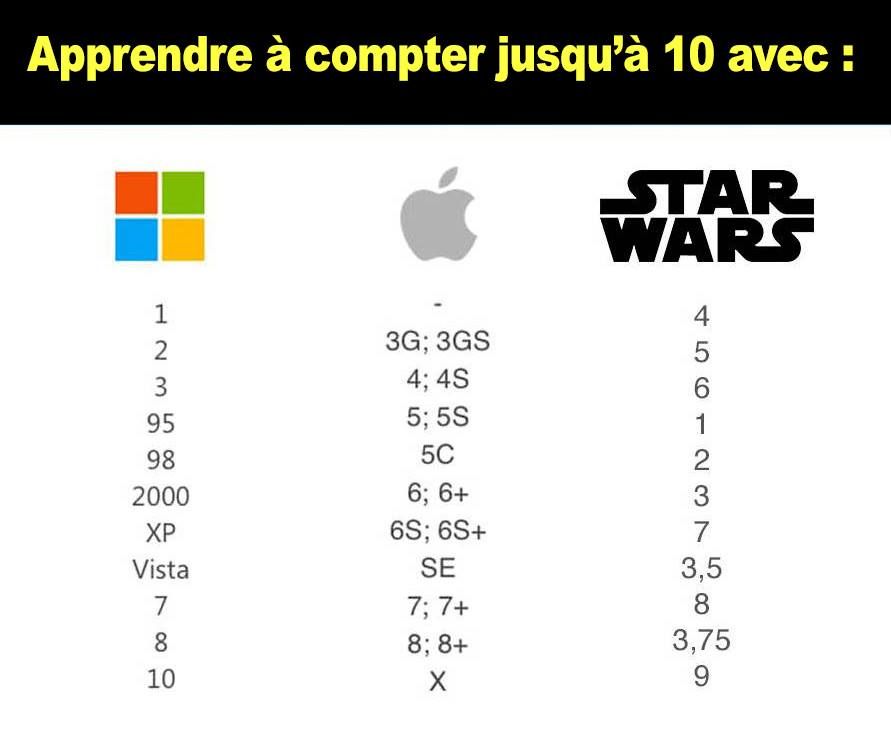 Apprendre à compter jusqu’à 10 avec :
STAR
WARS
1
2
3
95
98
2000
XP
Vista
7
8
10
-
3G; 3GS
4; 4S
5; 5S
5C
6; 6+
6S; 6S+
SE
7; 7+
8; 8+
X
4
5
6
1
2
3
7
3,5
8
3,75
9